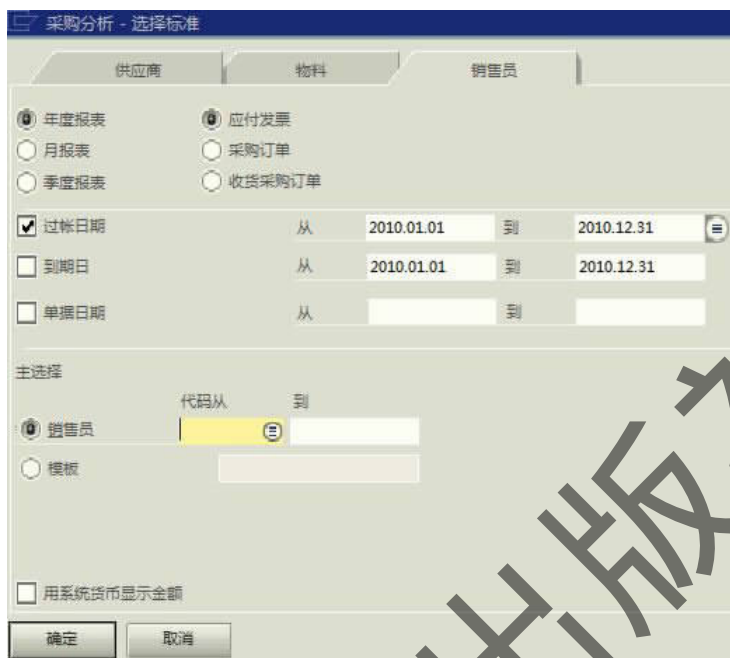 采购分析 - 选择标准
供应商 物料 销售员
年度报表 应付发票
月报表 采购订单
季度报表 收货采购订单
过帐日期 从 2010.01.01 到 2010.12.31
到期日 从 2010.01.01 到 2010.12.31
单据日期 从 到
主选择
代码从 到
销售员
模板
用系统货币显示金额
确定 取消
出版